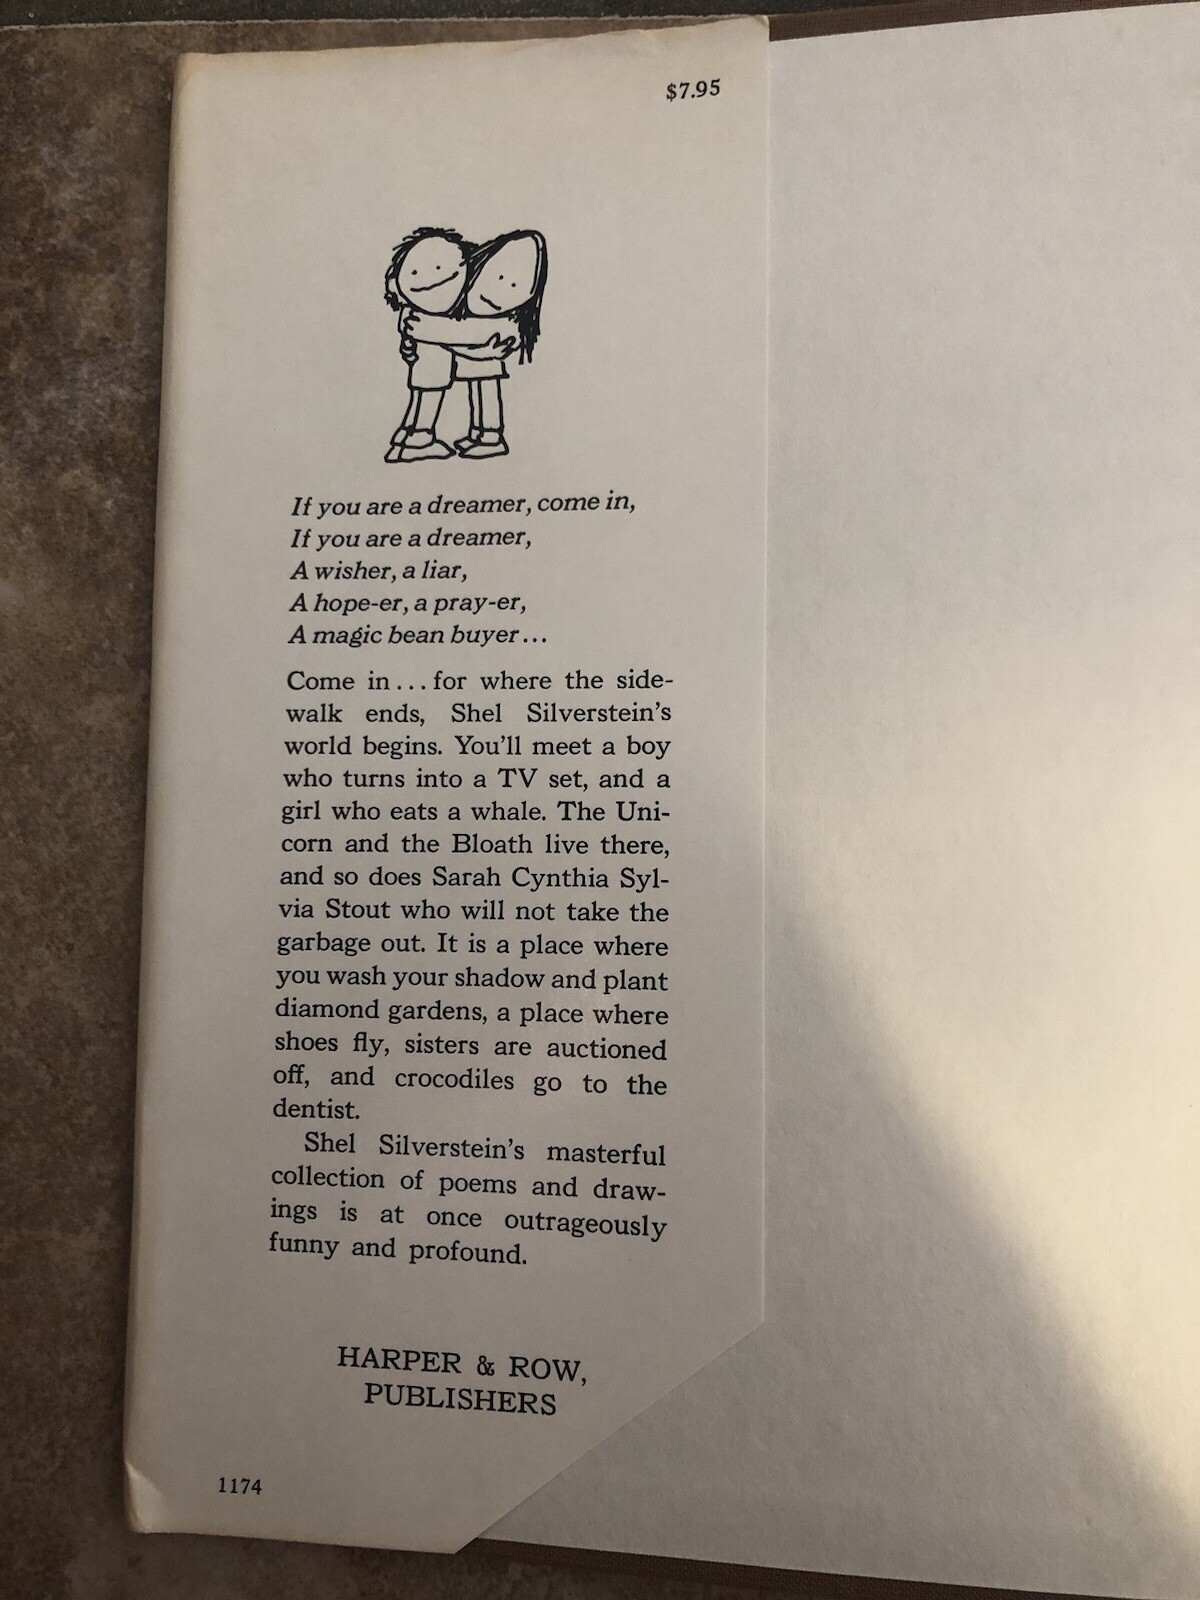 $7.95
If you are a dreamer, come in,
If you are a dreamer,
A wisher, a liar,
A hope-er, a pray-er,
A magic bean buyer...
Come in... for where the side-
walk ends, Shel Silverstein's
world begins. You'll meet a boy
who turns into a TV set, and a
girl who eats a whale. The Uni-
corn and the Bloath live there,
and so does Sarah Cynthia Syl-
via Stout who will not take the
garbage out. It is a place where
you wash your shadow and plant
diamond gardens, a place where
shoes fly, sisters are auctioned
off, and crocodiles go to the
dentist.
Shel Silverstein's masterful
collection of poems and draw-
ings is at once outrageously
funny and profound.
HARPER & ROW,
PUBLISHERS
1174